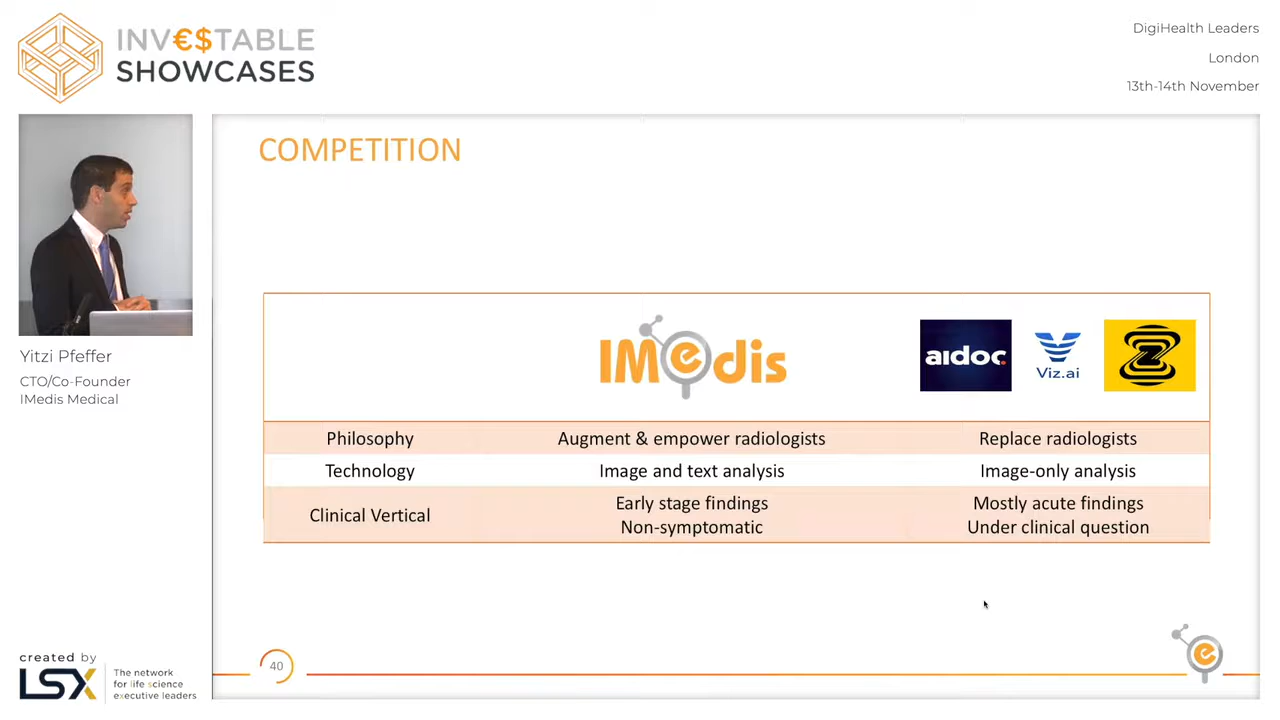 INV€$TABLE
SHOWCASES
DigiHealth Leaders
London
13th-14th November
Yitzi Pfeffer
CTO/Co-Founder
IMedis Medical
COMPETITION
IMedis
aidoc.
Viz.ai
Philosophy Augment & empower radiologists Replace radiologists
Technology Image and text analysis Image-only analysis
Clinical Vertical
Early stage findings
Non-symptomatic
Mostly acute findings
Under clinical question
40
e
created by
LSX
The network
for life science
executive leaders